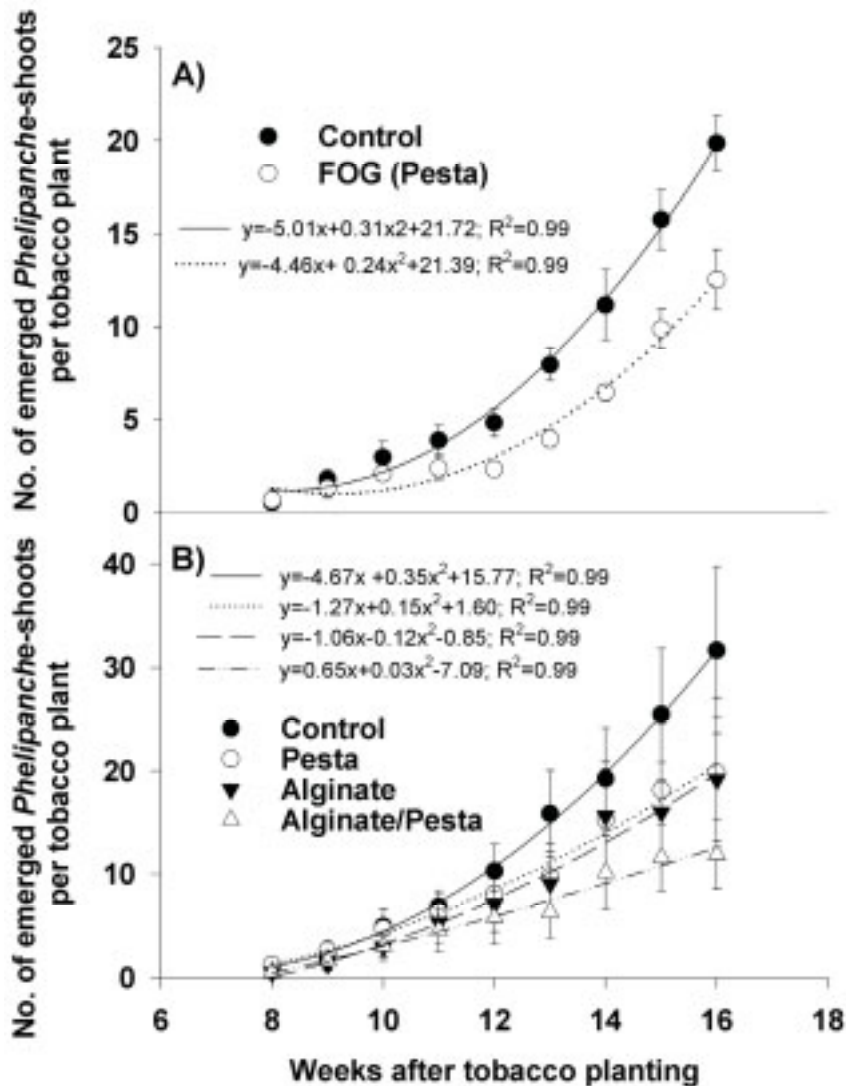 No. of emerged Phelipanche-shoots
per tobacco plant
25
20
15
10
5
0
A)
Control
FOG (Pesta)
y=-5.01x+0.31x2+21.72; R²=0.99
y=-4.46x+ 0.24x²+21.39; R²=0.99
No. of emerged Phelipanche-shoots
per tobacco plant
40
30
20
10
0
B)
y=-4.67x +0.35x²+15.77; R²=0.99
y=-1.27x+0.15x²+1.60; R²=0.99
y=-1.06x-0.12x²-0.85; R²=0.99
y=0.65x+0.03x²-7.09; R²=0.99
Control
Pesta
Alginate
Alginate/Pesta
6 8 10 12 14 16 18
Weeks after tobacco planting